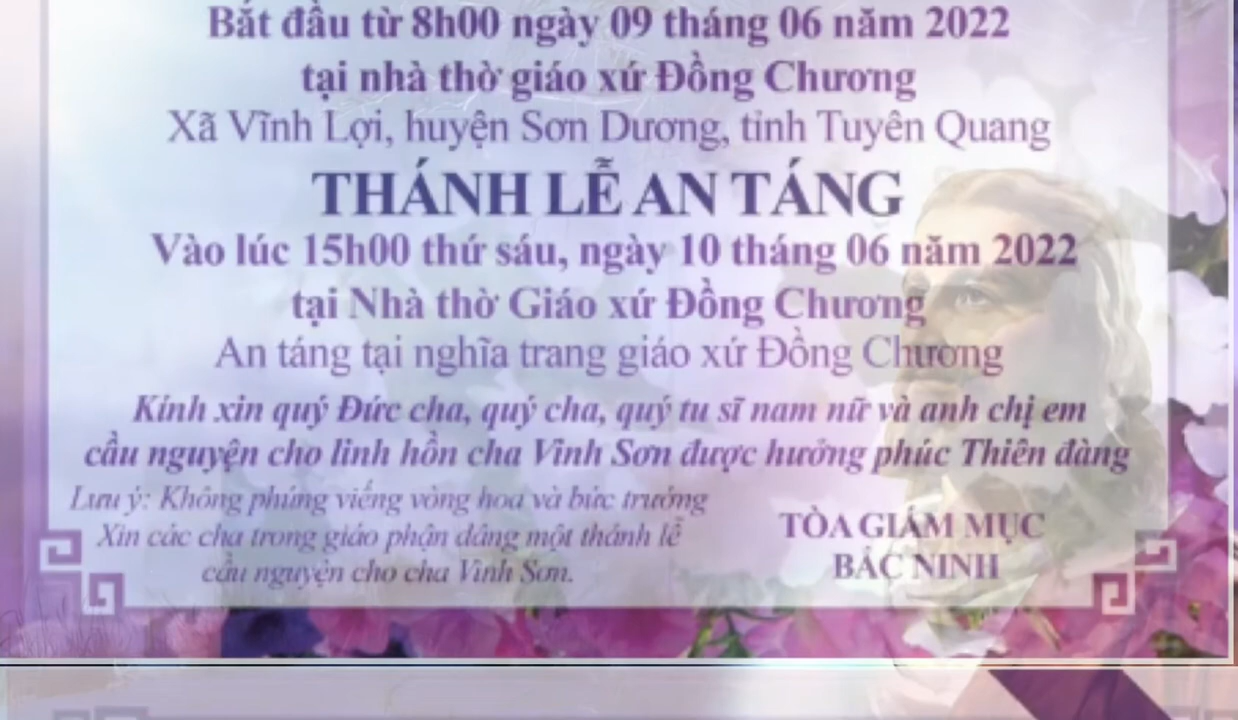 Bắt đầu từ 8h00 ngày 09 tháng 06 năm 2022
tại nhà thờ giáo xứ Đồng Chương
Xã Vĩnh Lợi, huyện Sơn Dương, tỉnh Tuyên Quang
THÁNH LỄ AN TÁNG
Vào lúc 15h00 thứ sáu, ngày 10 tháng 06 năm 2022
tại Nhà thờ Giáo xứ Đồng Chương
An táng tại nghĩa trang giáo xứ Đồng Chương
Kính xin quý Đức cha, quý cha, quý tu sĩ nam nữ và anh chị em
cầu nguyện cho linh hồn cha Vinh Sơn được hưởng phúc Thiên đàng
Lưu ý: Không phúng viếng vòng hoa và bức trướng
Xin các cha trong giáo phận dâng một thánh lễ
cầu nguyện cho cha Vinh Sơn.
TÒA GIÁM MỤC
BẮC NINH